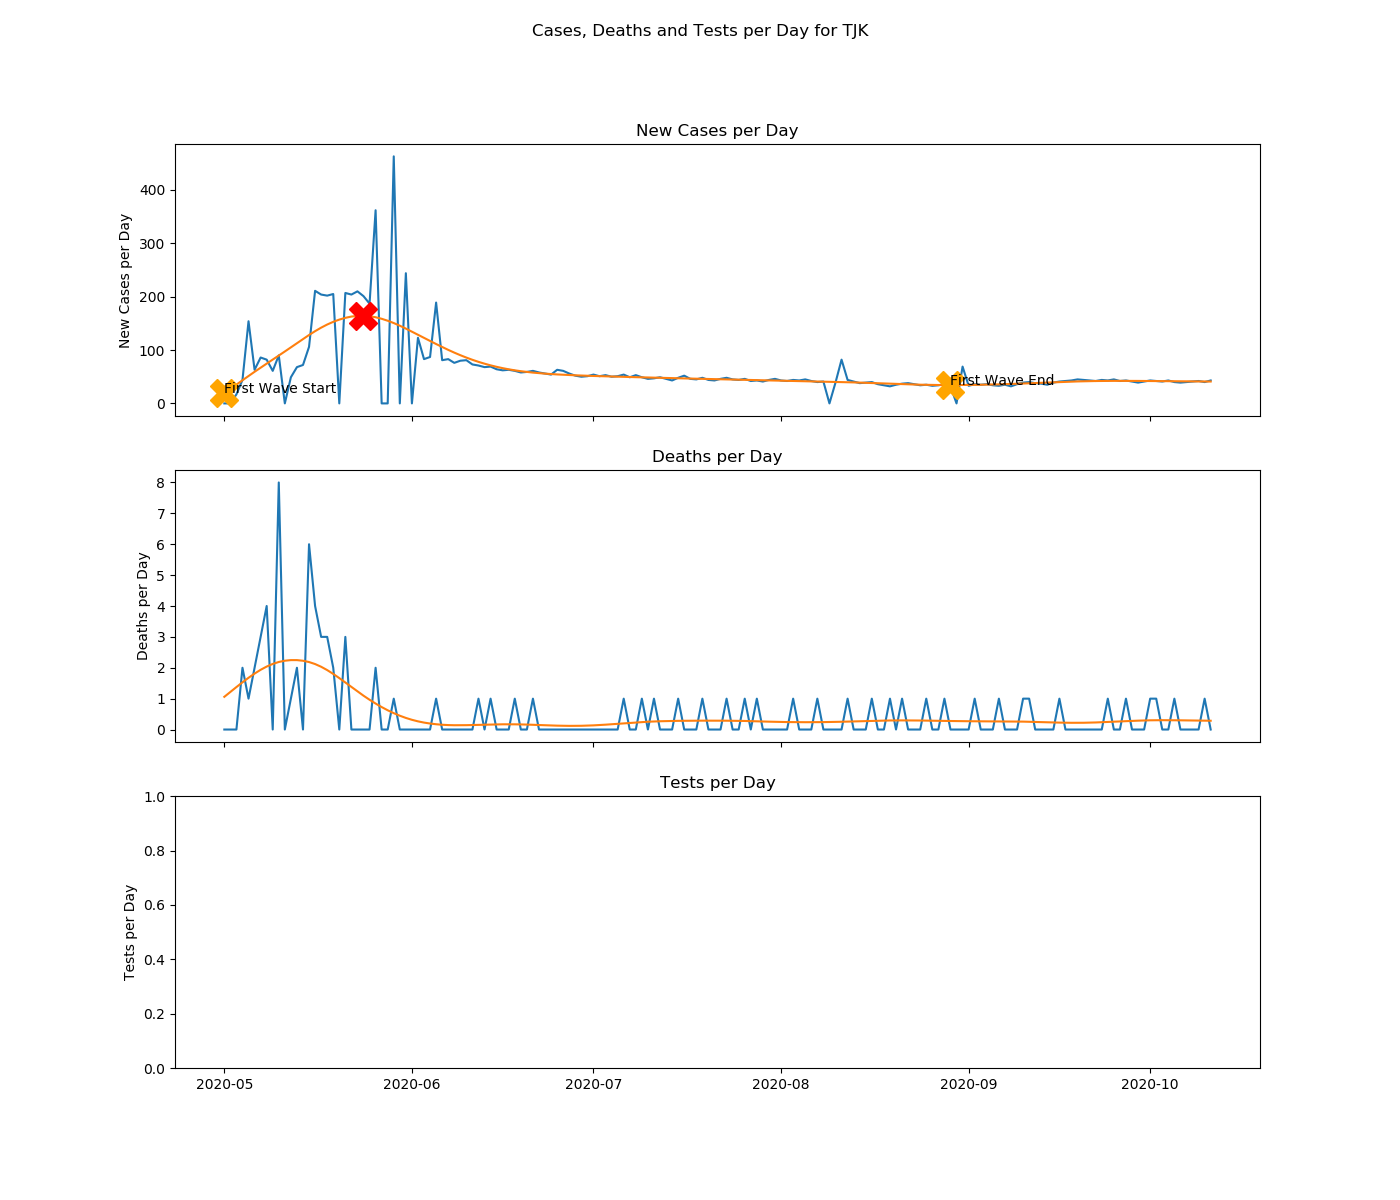 Cases, Deaths and Tests per Day for TJK
New Cases per Day
New Cases per Day
400
300
200
100
0
First Wave Start
First Wave End
Deaths per Day
Deaths per Day
8
7
6
5
4
3
2
1
0
Tests per Day
Tests per Day
1.0
0.8
0.6
0.4
0.2
0.0
2020-05 2020-06 2020-07 2020-08 2020-09 2020-10